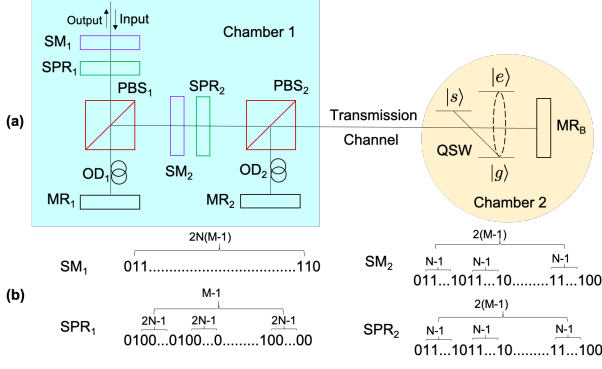 Output Input
Chamber 1
SM₁
SPR₁
PBS₁
SPR₂
PBS₂
|s⟩
|e⟩
(a)
Transmission
Channel
MR_B
QSW
SM₂
OD₁
OD₂
|g⟩
MR₁
MR₂
Chamber 2
2N(M-1)
SM₁
011......................................110
2(M-1)
SM₂
N-1 N-1 N-1
011...1011...10.........11...100
(b)
M-1
SPR₁
2N-1 2N-1 2N-1
0100...0100...0.........100...00
2(M-1)
SPR₂
N-1 N-1 N-1
011...1011...10.........11...100